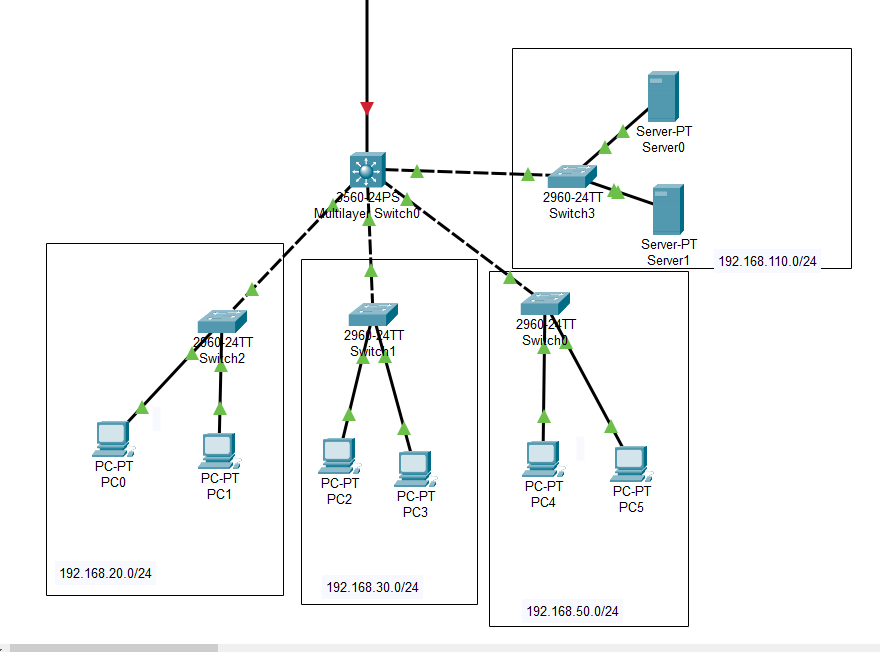 3560-24PS
Multilayer Switch0
Server-PT
Server0
2960-24TT
Switch3
Server-PT
Server1
192.168.110.0/24
2960-24TT
Switch2
2960-24TT
Switch1
2960-24TT
Switch0
PC-PT
PC0
PC-PT
PC1
PC-PT
PC2
PC-PT
PC3
PC-PT
PC4
PC-PT
PC5
192.168.20.0/24
192.168.30.0/24
192.168.50.0/24